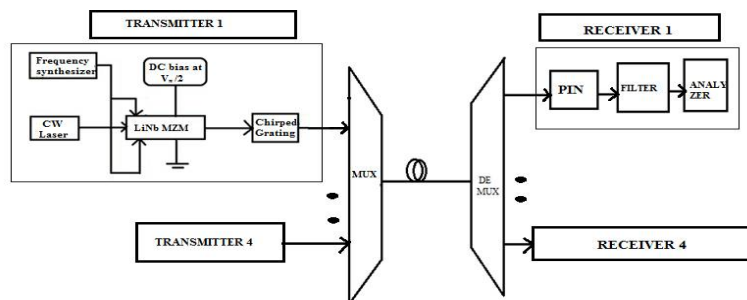 TRANSMITTER 1
Frequency
synthesizer
DC bias at
Vπ/2
CW
Laser
LiNb MZM
Chirped
Grating
MUX
TRANSMITTER 4
DE
MUX
RECEIVER 1
PIN
FILTER
ANALY
ZER
RECEIVER 4